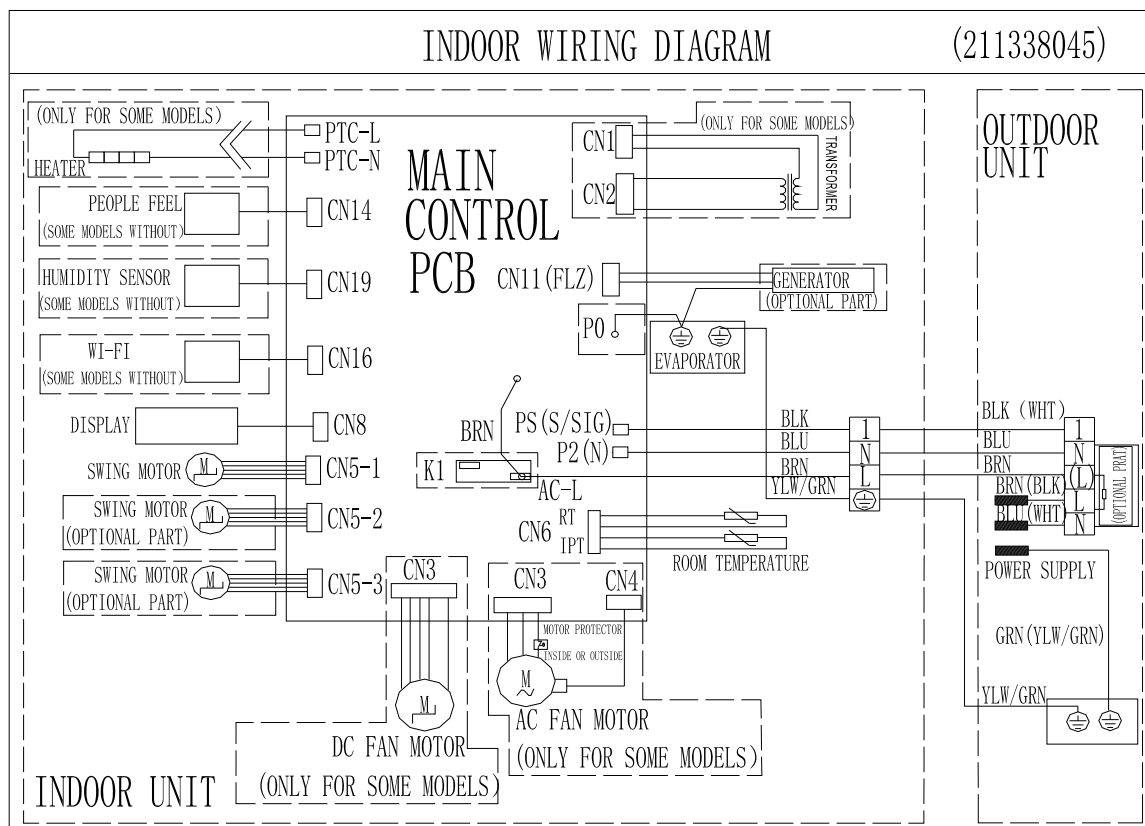 INDOOR WIRING DIAGRAM
(211338045)
(ONLY FOR SOME MODELS)
HEATER
PTC-L
PTC-N
PEOPLE FEEL
(SOME MODELS WITHOUT)
CN14
HUMIDITY SENSOR
(SOME MODELS WITHOUT)
CN19
WI-FI
(SOME MODELS WITHOUT)
CN16
DISPLAY
CN8
SWING MOTOR
M
CN5-1
SWING MOTOR
(OPTIONAL PART)
M
CN5-2
SWING MOTOR
(OPTIONAL PART)
M
CN5-3
MAIN
CONTROL
PCB
(ONLY FOR SOME MODELS)
CN1
CN2
TRANSFORMER
CN11(FLZ)
GENERATOR
(OPTIONAL PART)
P0
EVAPORATOR
BRN
K1
AC-L
PS(S/SIG)
P2(N)
BLK
BLU
BRN
YLW/GRN
1
N
L
CN6
RT
IPT
ROOM TEMPERATURE
CN3
M
DC FAN MOTOR
(ONLY FOR SOME MODELS)
CN3
CN4
MOTOR PROTECTOR
INSIDE OR OUTSIDE
M
AC FAN MOTOR
(ONLY FOR SOME MODELS)
INDOOR UNIT
OUTDOOR
UNIT
BLK (WHT)
BLU
BRN
BRN(BLK)
BLU(WHT)
1
N
(L)
L
N
(OPTIONAL PRAT)
POWER SUPPLY
GRN(YLW/GRN)
YLW/GRN